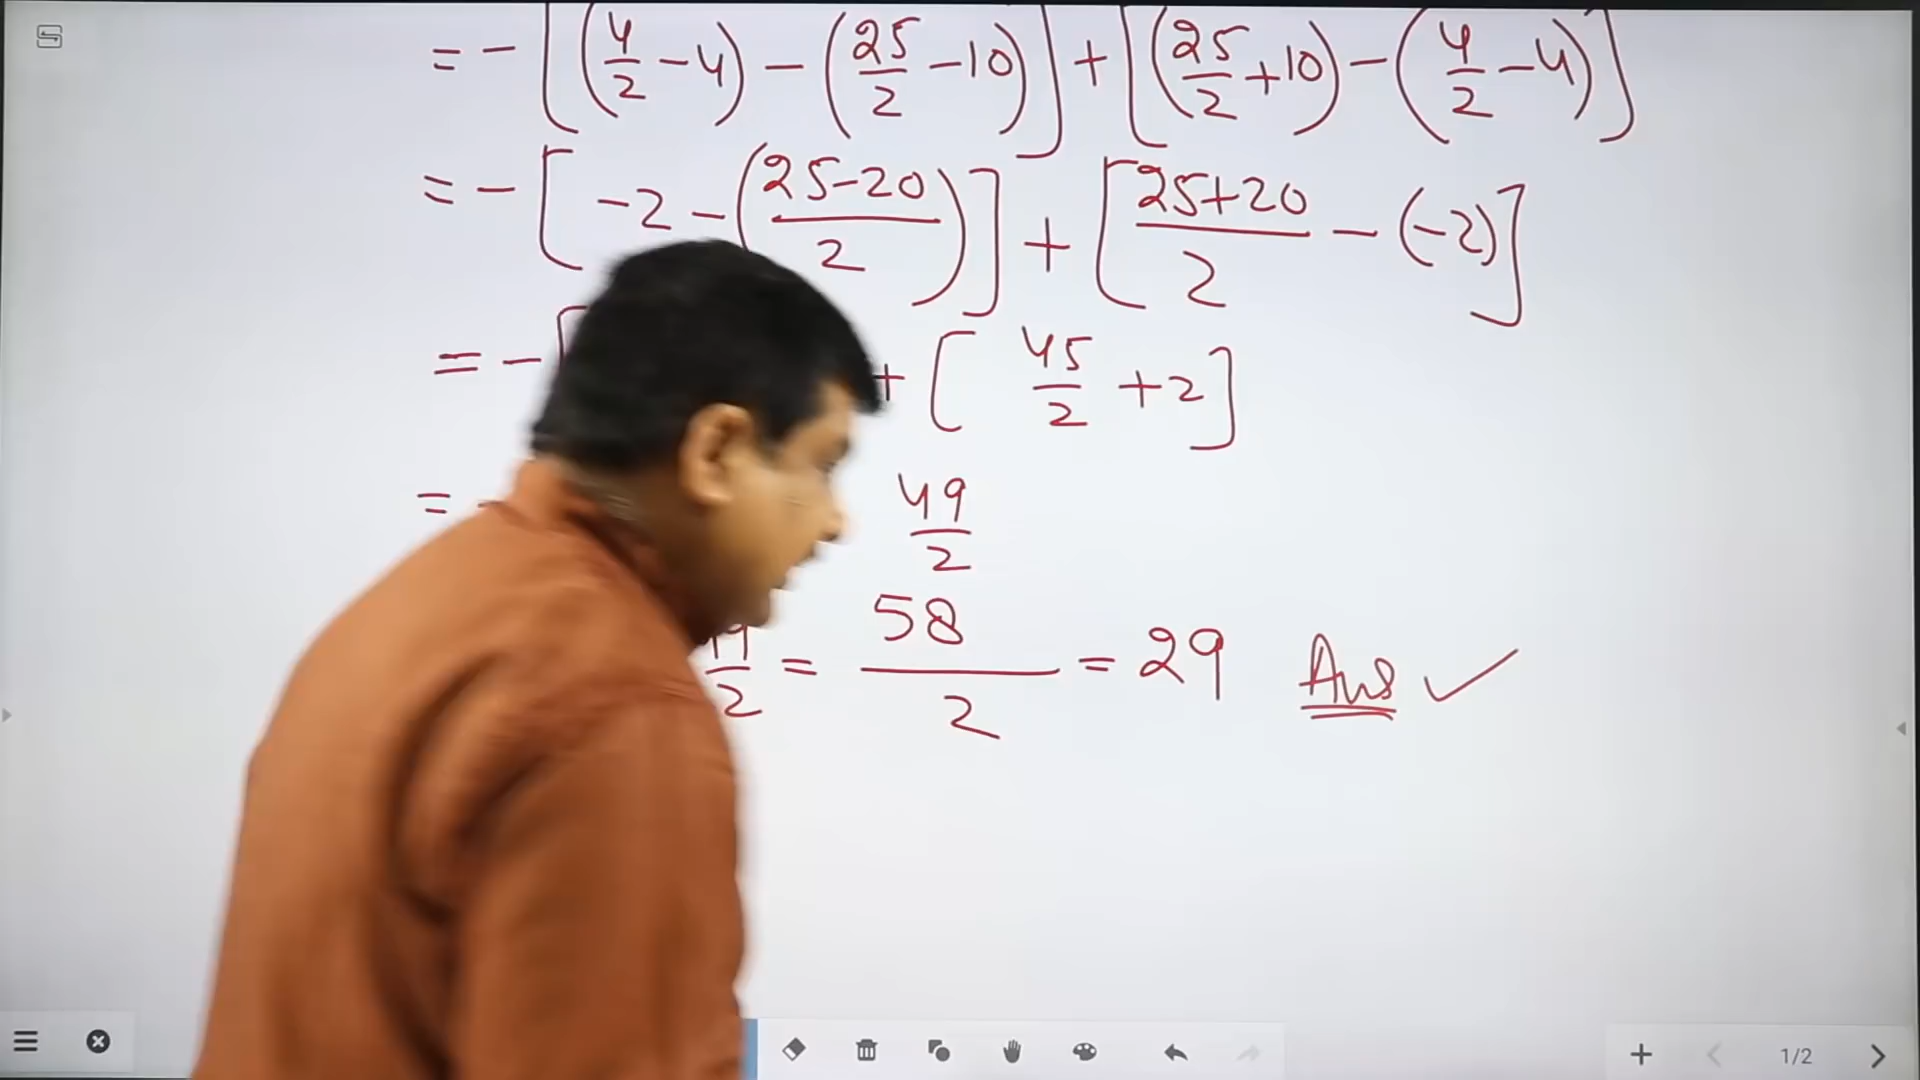 = - [(4/2 - 4) - (25/2 - 10)] + [(25/2 + 10) - (4/2 - 4)]
= - [-2 - (25-20/2)] + [25+20/2 - (-2)]
= - [ + [45/2 + 2]
= - 49/2
/2 = 58/2 = 29 Ans ✓
1/2